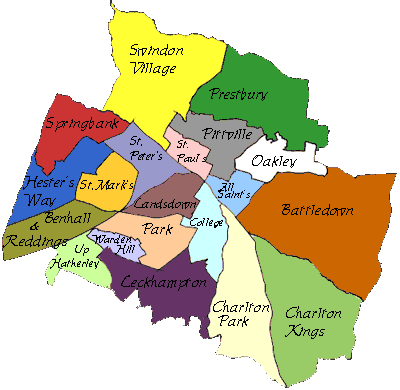 Swindon
Village
Prestbury
Springbank
St.
Peter's
St.
Paul's
Pittville
Oakley
Hester's
Way
St. Mark's
All
Saint's
Battledown
Landsdown
College
Benhall
&
Reddings
Park
Warden
Hill
Up
Hatherley
Leckhampton
Charlton
Park
Charlton
Kings